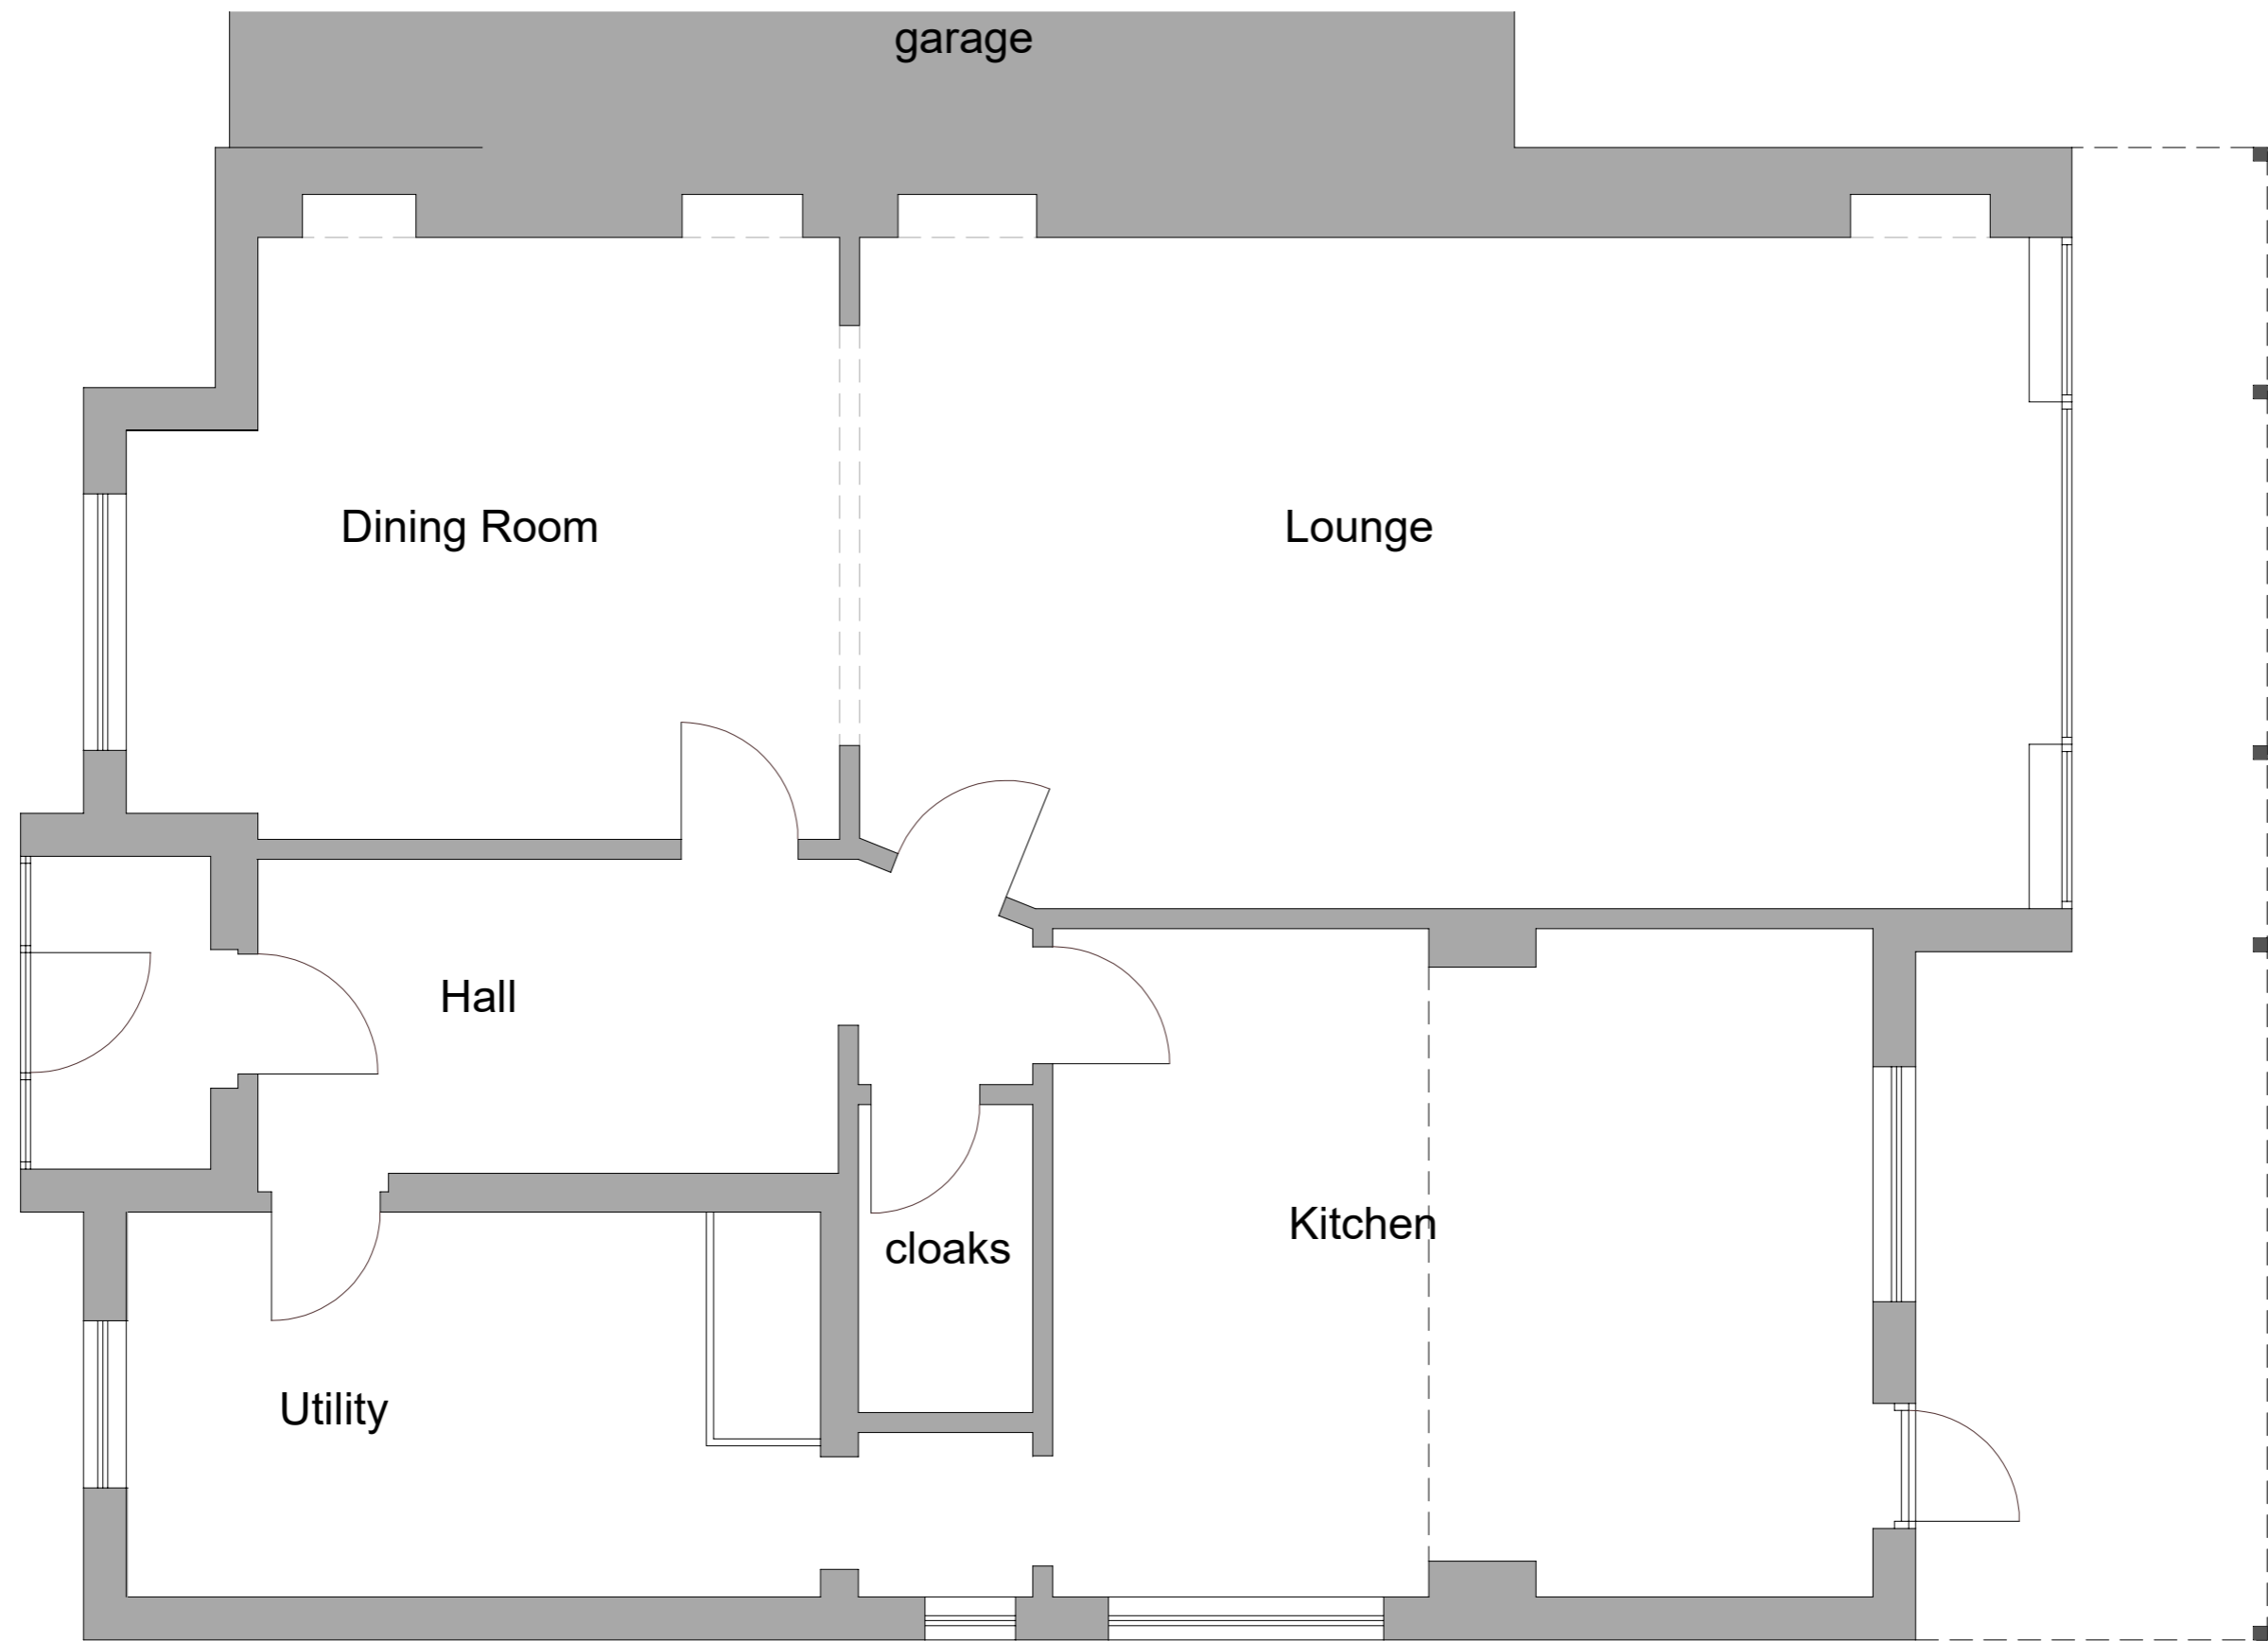 garage
Dining Room
Lounge
Hall
Kitchen
cloaks
Utility